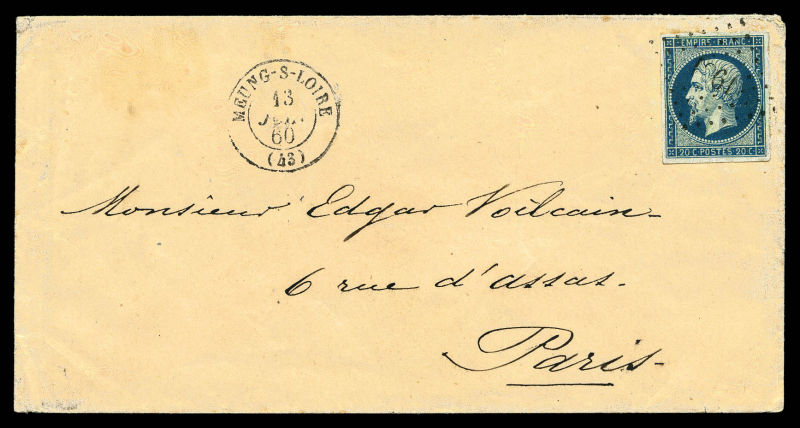 MEUNG-S-LOIRE
13
60
(43)
EMPIRE FRANC
20 C POSTES 20 C
Monsieur Edgar Voilcain
6 rue d'assas.
Paris